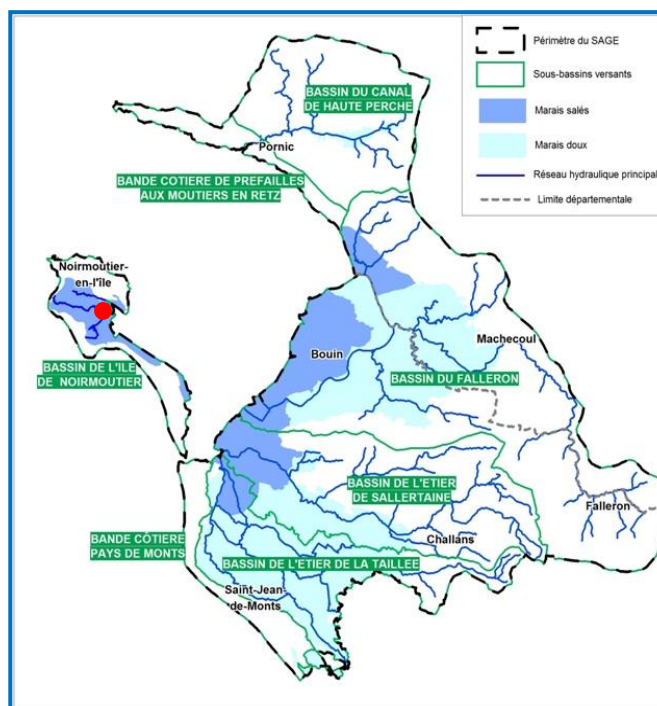 Périmètre du SAGE
Sous-bassins versants
Marais salés
Marais doux
Réseau hydraulique principal
Limite départementale
BASSIN DU CANAL
DE HAUTE PERCHE
Pornic
BANDE COTIERE DE PREFAILLES
AUX MOUTIERS EN RETZ
Noirmoutier-
en-l'île
BASSIN DE L'ILE
DE NOIRMOUTIER
Bouin
Machecoul
BASSIN DU FALLERON
BASSIN DE L'ETIER
DE SALLERTAINE
Falleron
Challans
BANDE CÔTIERE
PAYS DE MONTS
BASSIN DE L'ETIER DE LA TAILLEE
Saint-Jean-
de-Monts